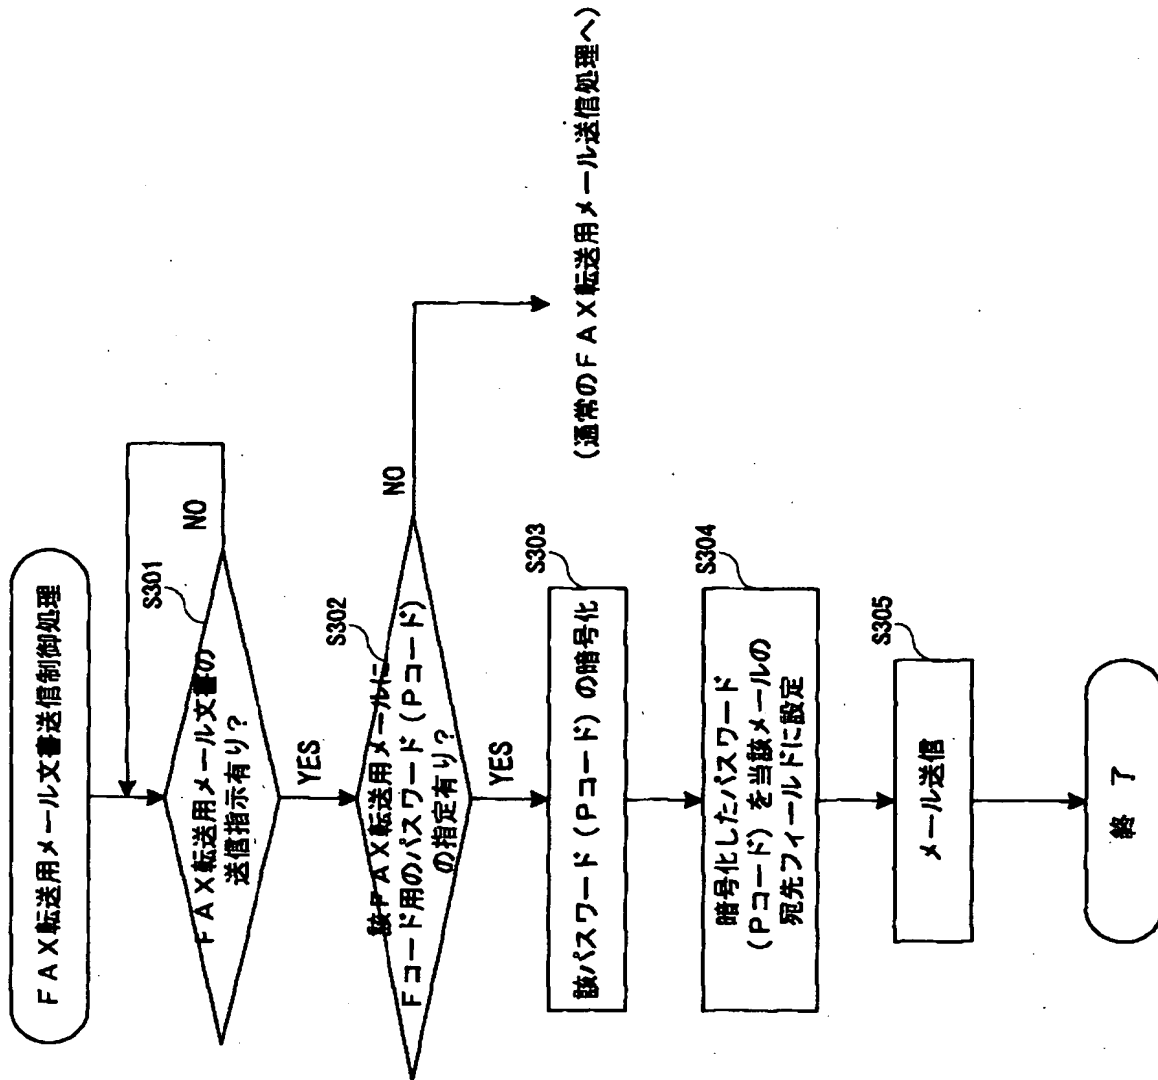 FAX転送用メール文書送信制御処理
S301
FAX転送用メール文書の
送信指示有り?
NO
YES
S302
該FAX転送用メールに
Fコード用のパスワード(Pコード)
の指定有り?
NO
(通常のFAX転送用メール送信処理へ)
YES
S303
該パスワード(Pコード)の暗号化
S304
暗号化したパスワード
(Pコード)を当該メールの
宛先フィールドに設定
S305
メール送信
終 了